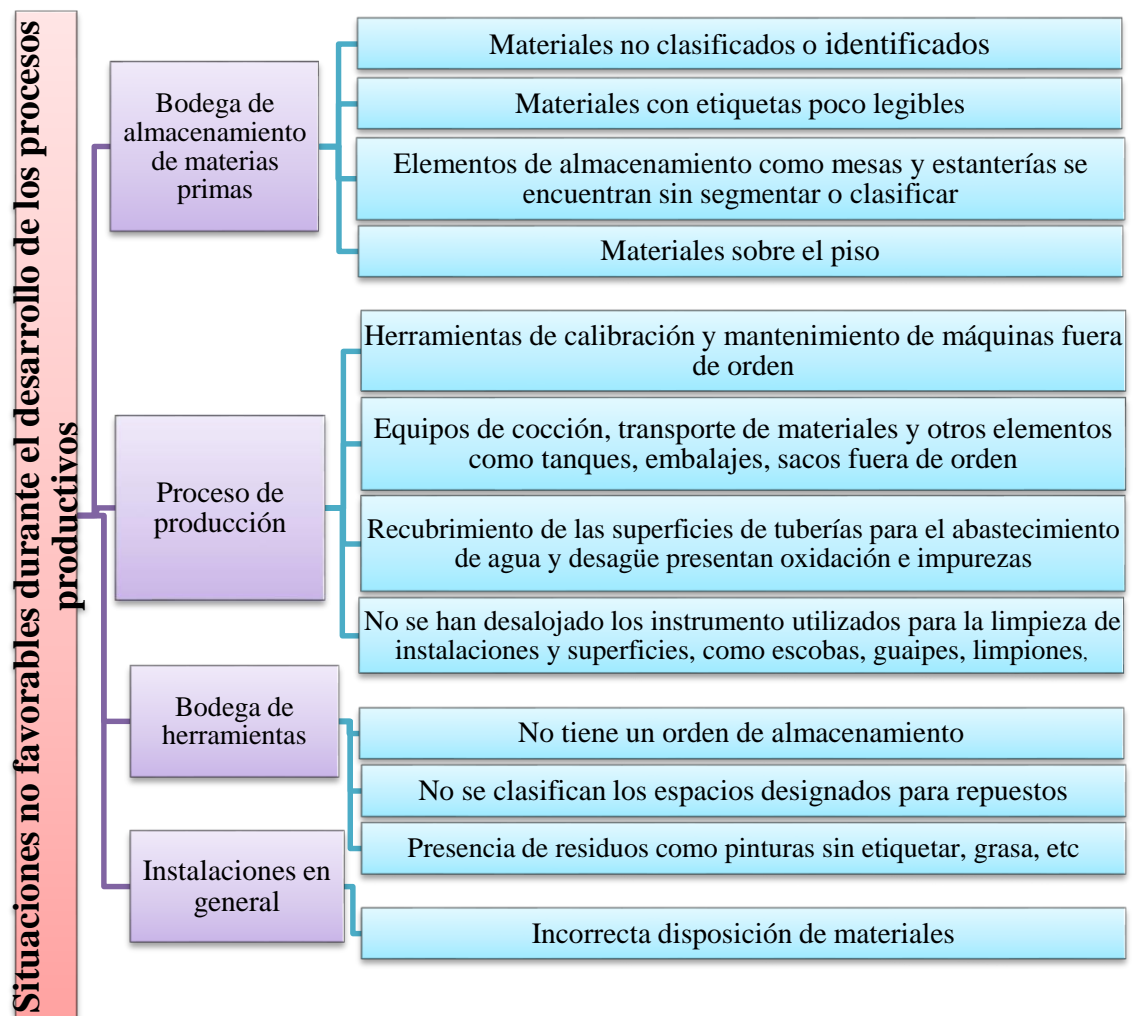 Situaciones no favorables durante el desarrollo de los procesos
productivos
Bodega de
almacenamiento
de materias
primas
Materiales no clasificados o identificados
Materiales con etiquetas poco legibles
Elementos de almacenamiento como mesas y estanterías se
encuentran sin segmentar o clasificar
Materiales sobre el piso
Proceso de
producción
Herramientas de calibración y mantenimiento de máquinas fuera
de orden
Equipos de cocción, transporte de materiales y otros elementos
como tanques, embalajes, sacos fuera de orden
Recubrimiento de las superficies de tuberías para el abastecimiento
de agua y desagüe presentan oxidación e impurezas
No se han desalojado los instrumento utilizados para la limpieza de
instalaciones y superficies, como escobas, guaipes, limpiones,
Bodega de
herramientas
No tiene un orden de almacenamiento
No se clasifican los espacios designados para repuestos
Presencia de residuos como pinturas sin etiquetar, grasa, etc
Instalaciones en
general
Incorrecta disposición de materiales